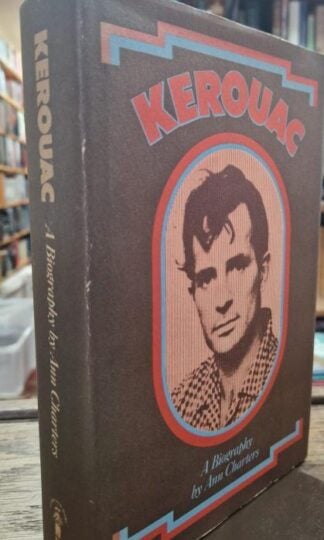 KEROUAC
A Biography by Ann Charters
KEROUAC
A Biography
by Ann Charters